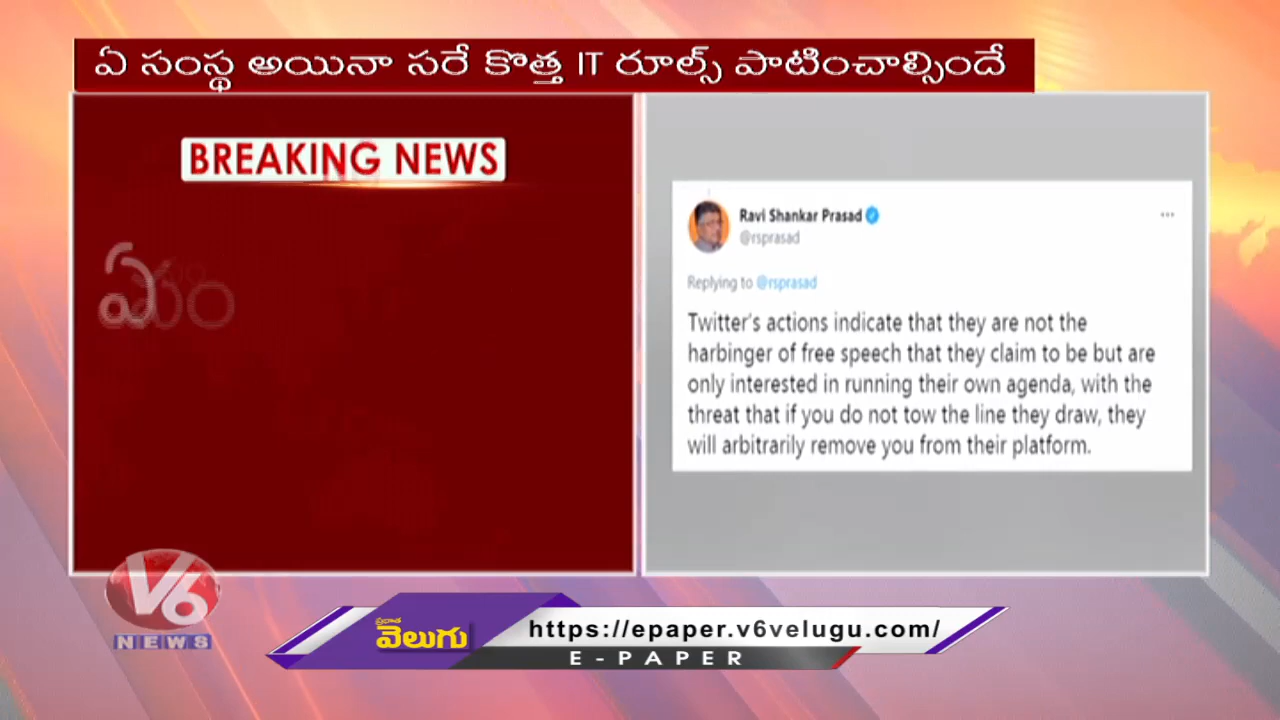 ఏ సంస్థ అయినా సరే కొత్త IT రూల్స్ పాటించాల్సిందే
BREAKING NEWS
Ravi Shankar Prasad
@rsprasad
Replying to @rsprasad
Twitter's actions indicate that they are not the
harbinger of free speech that they claim to be but are
only interested in running their own agenda, with the
threat that if you do not tow the line they draw, they
will arbitrarily remove you from their platform.
V6
NEWS
ప్రభాత
వెలుగు
https://epaper.v6velugu.com/
E-PAPER